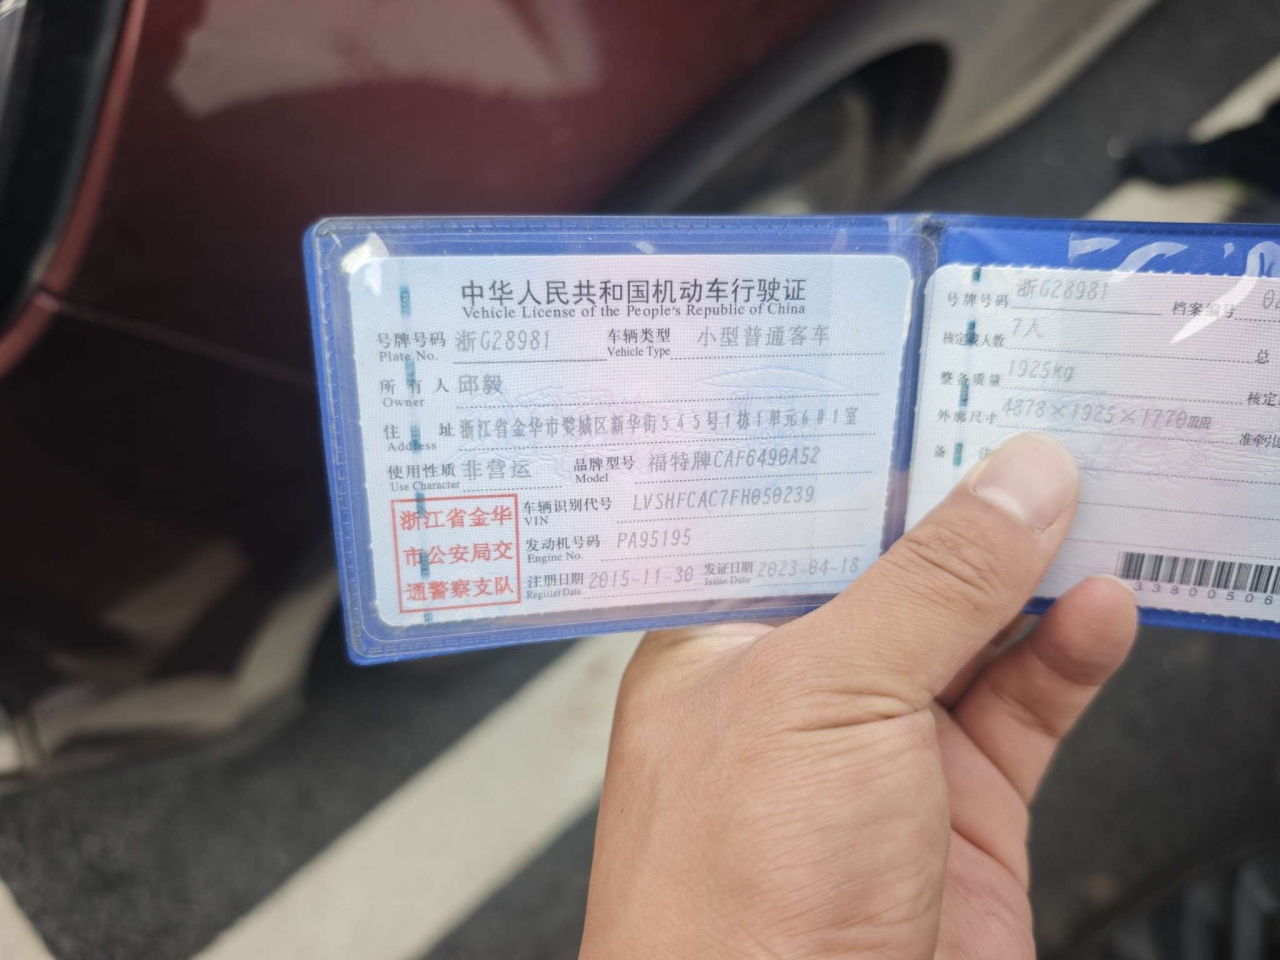 中华人民共和国机动车行驶证
Vehicle License of the People's Republic of China
号牌号码 浙G28981 车辆类型 小型普通客车
Plate No. Vehicle Type
所有人 邱毅
Owner
住址 浙江省金华市婺城区新华街545号1栋1单元601室
Address
使用性质 非营运 品牌型号 福特牌CAF6490A52
Use Character Model
浙江省金华
市公安局交
通警察支队
车辆识别代号 LVSHFCAC7FH050239
VIN
发动机号码 PA95195
Engine No.
注册日期 2015-11-30 发证日期 2023-04-18
Register Date Issue Date
号牌号码 浙G28981 档案编号
核定载人数 7人 总
整备质量 1925kg 核定
外廓尺寸 4878×1925×1770mm 准牵引
备
33800506